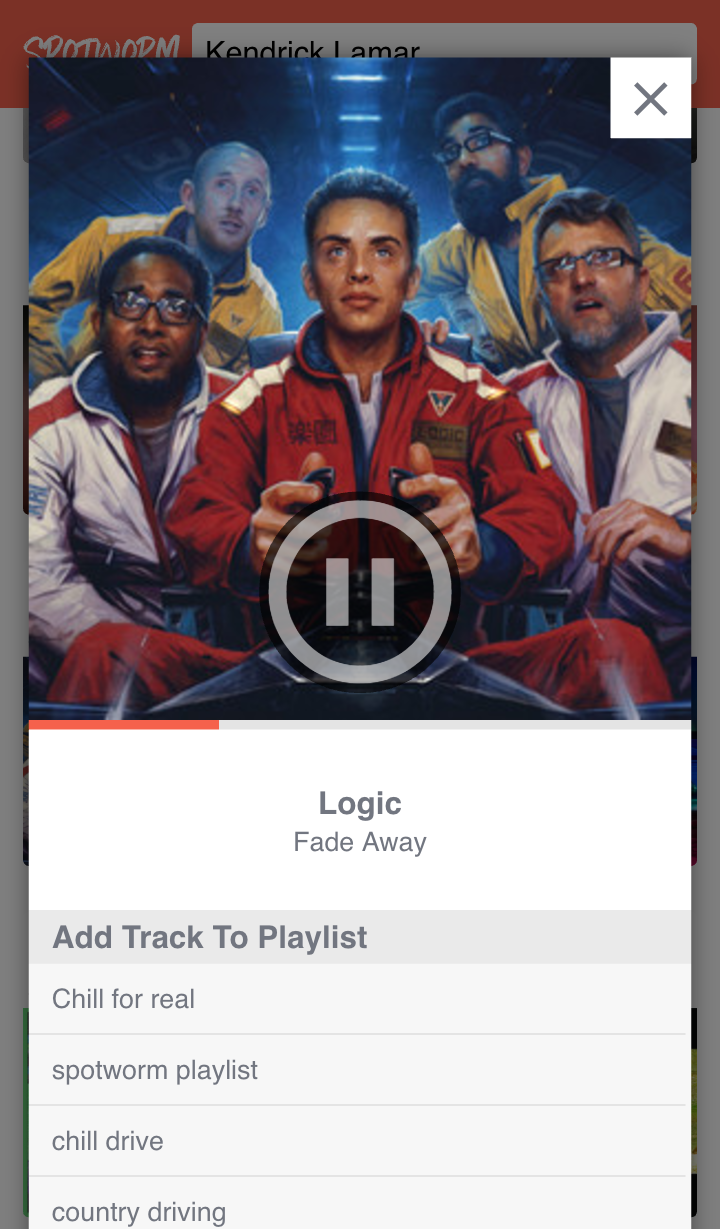 SPOTWORM
Kendrick Lamar
LOGIC
Logic
Fade Away
Add Track To Playlist
Chill for real
spotworm playlist
chill drive
country driving